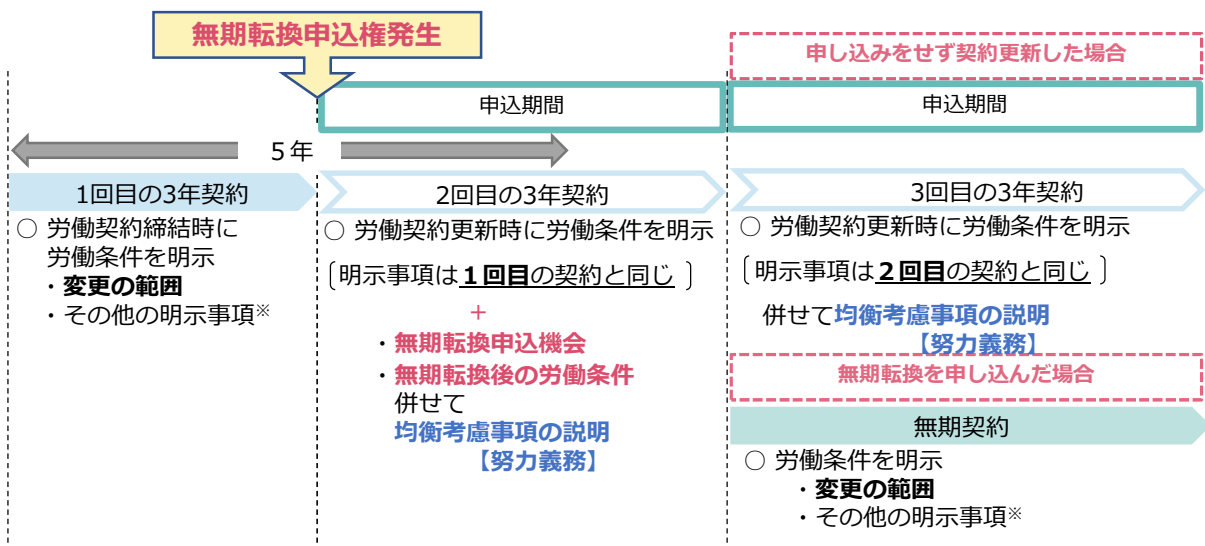 無期転換申込権発生
申し込みをせず契約更新した場合
申込期間
申込期間
5年
1回目の3年契約
○ 労働契約締結時に
労働条件を明示
・変更の範囲
・その他の明示事項※
2回目の3年契約
○ 労働契約更新時に労働条件を明示
〔明示事項は１回目の契約と同じ 〕
+
・無期転換申込機会
・無期転換後の労働条件
併せて
均衡考慮事項の説明
【努力義務】
3回目の3年契約
○ 労働契約更新時に労働条件を明示
〔明示事項は２回目の契約と同じ 〕
併せて均衡考慮事項の説明
【努力義務】
無期転換を申し込んだ場合
無期契約
○ 労働条件を明示
・変更の範囲
・その他の明示事項※